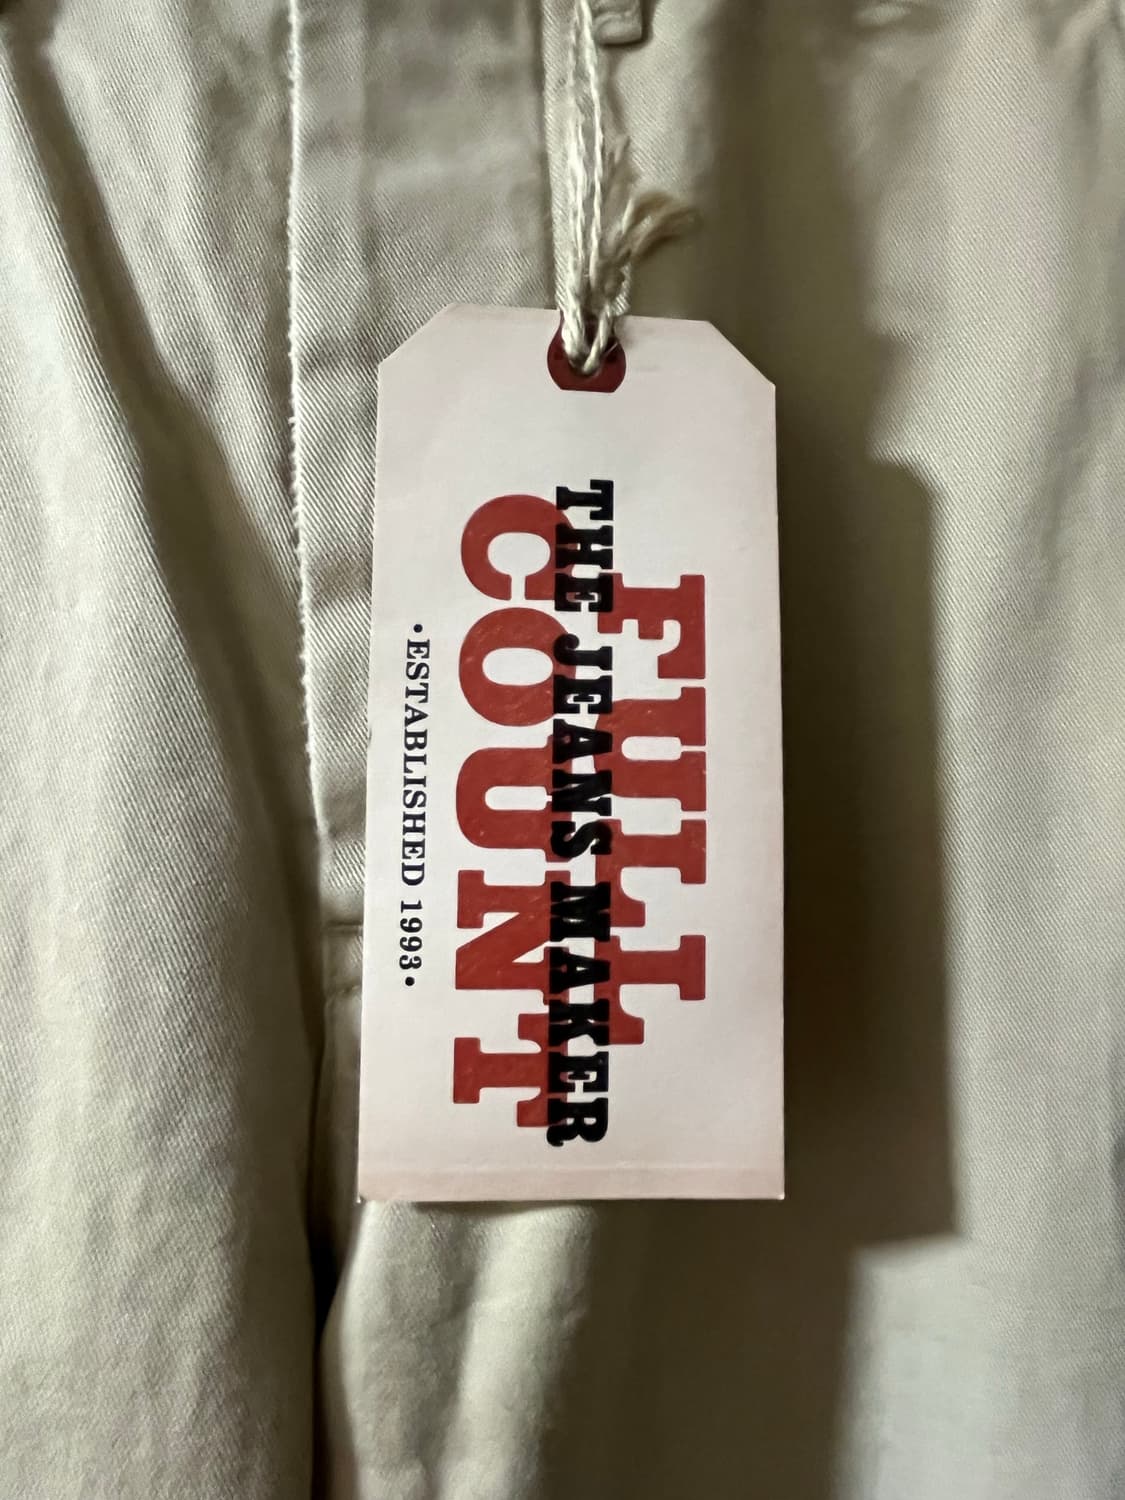 FULL
THE JEANS MAKER
COUNT
•ESTABLISHED 1993•